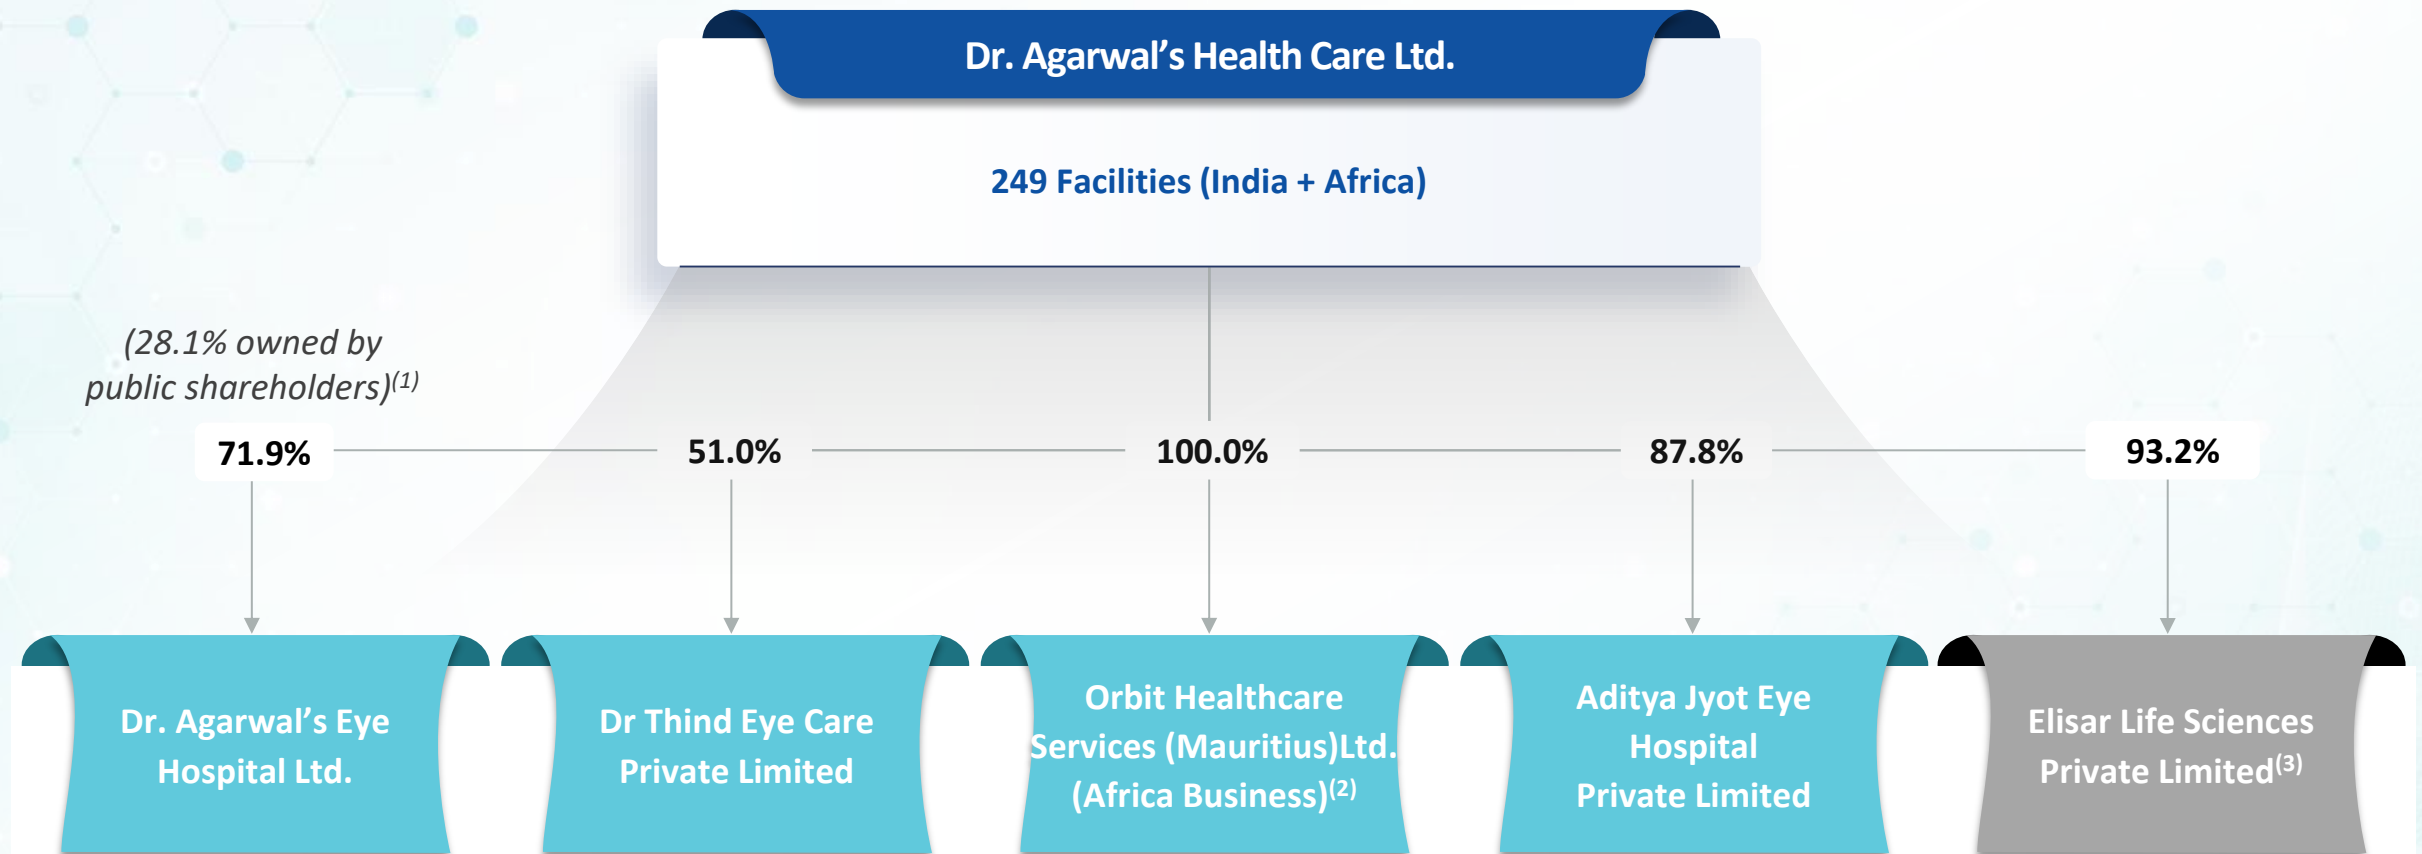 Dr. Agarwal’s Health Care Ltd.
249 Facilities (India + Africa)
(28.1% owned by
public shareholders)(1)
71.9%
51.0%
100.0%
87.8%
93.2%
Dr. Agarwal’s Eye
Hospital Ltd.
Dr Thind Eye Care
Private Limited
Orbit Healthcare
Services (Mauritius)Ltd.
(Africa Business)(2)
Aditya Jyot Eye
Hospital
Private Limited
Elisar Life Sciences
Private Limited(3)